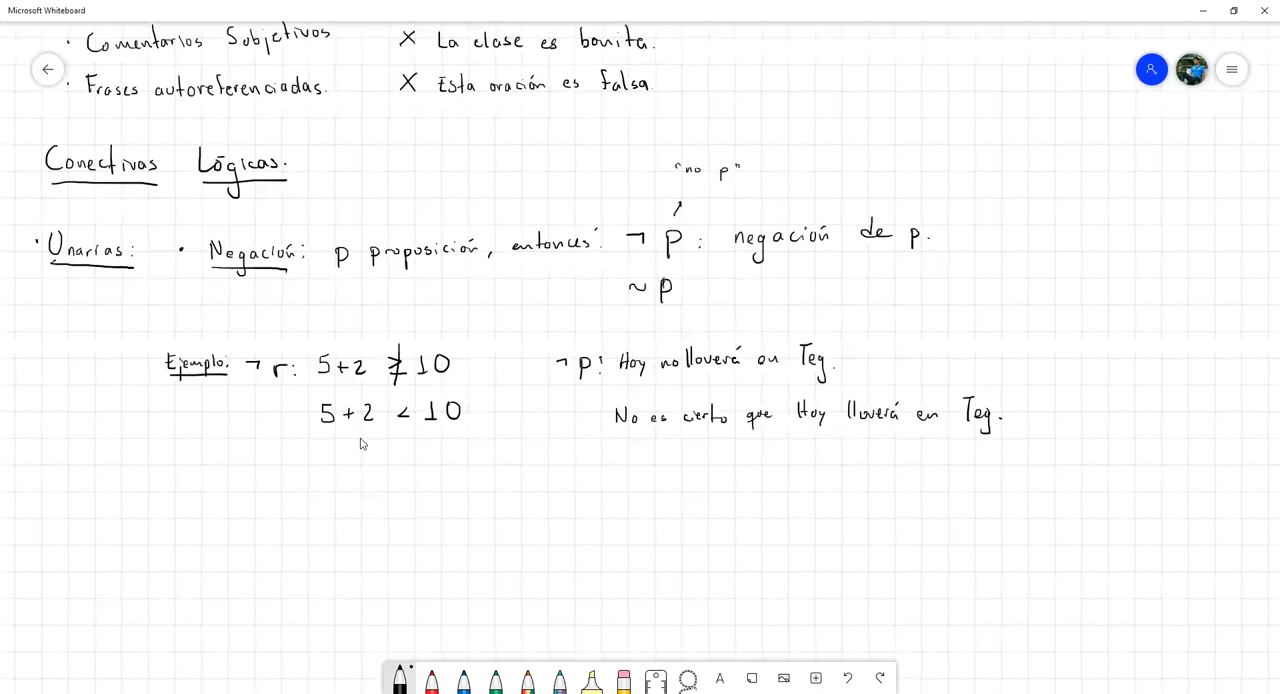 Microsoft Whiteboard
· Comentarios Subjetivos X La clase es bonita.
· Frases autoreferenciadas. X Esta oración es falsa.
Conectivas Lógicas.
"no p"
· Unarias: · Negación: p proposición, entonces: ¬ p : negación de p.
~ p
Ejemplo: ¬ r: 5+2 ≱ 10 ¬ p: Hoy no lloverá en Teg.
5 + 2 < 10 No es cierto que Hoy lloverá en Teg.